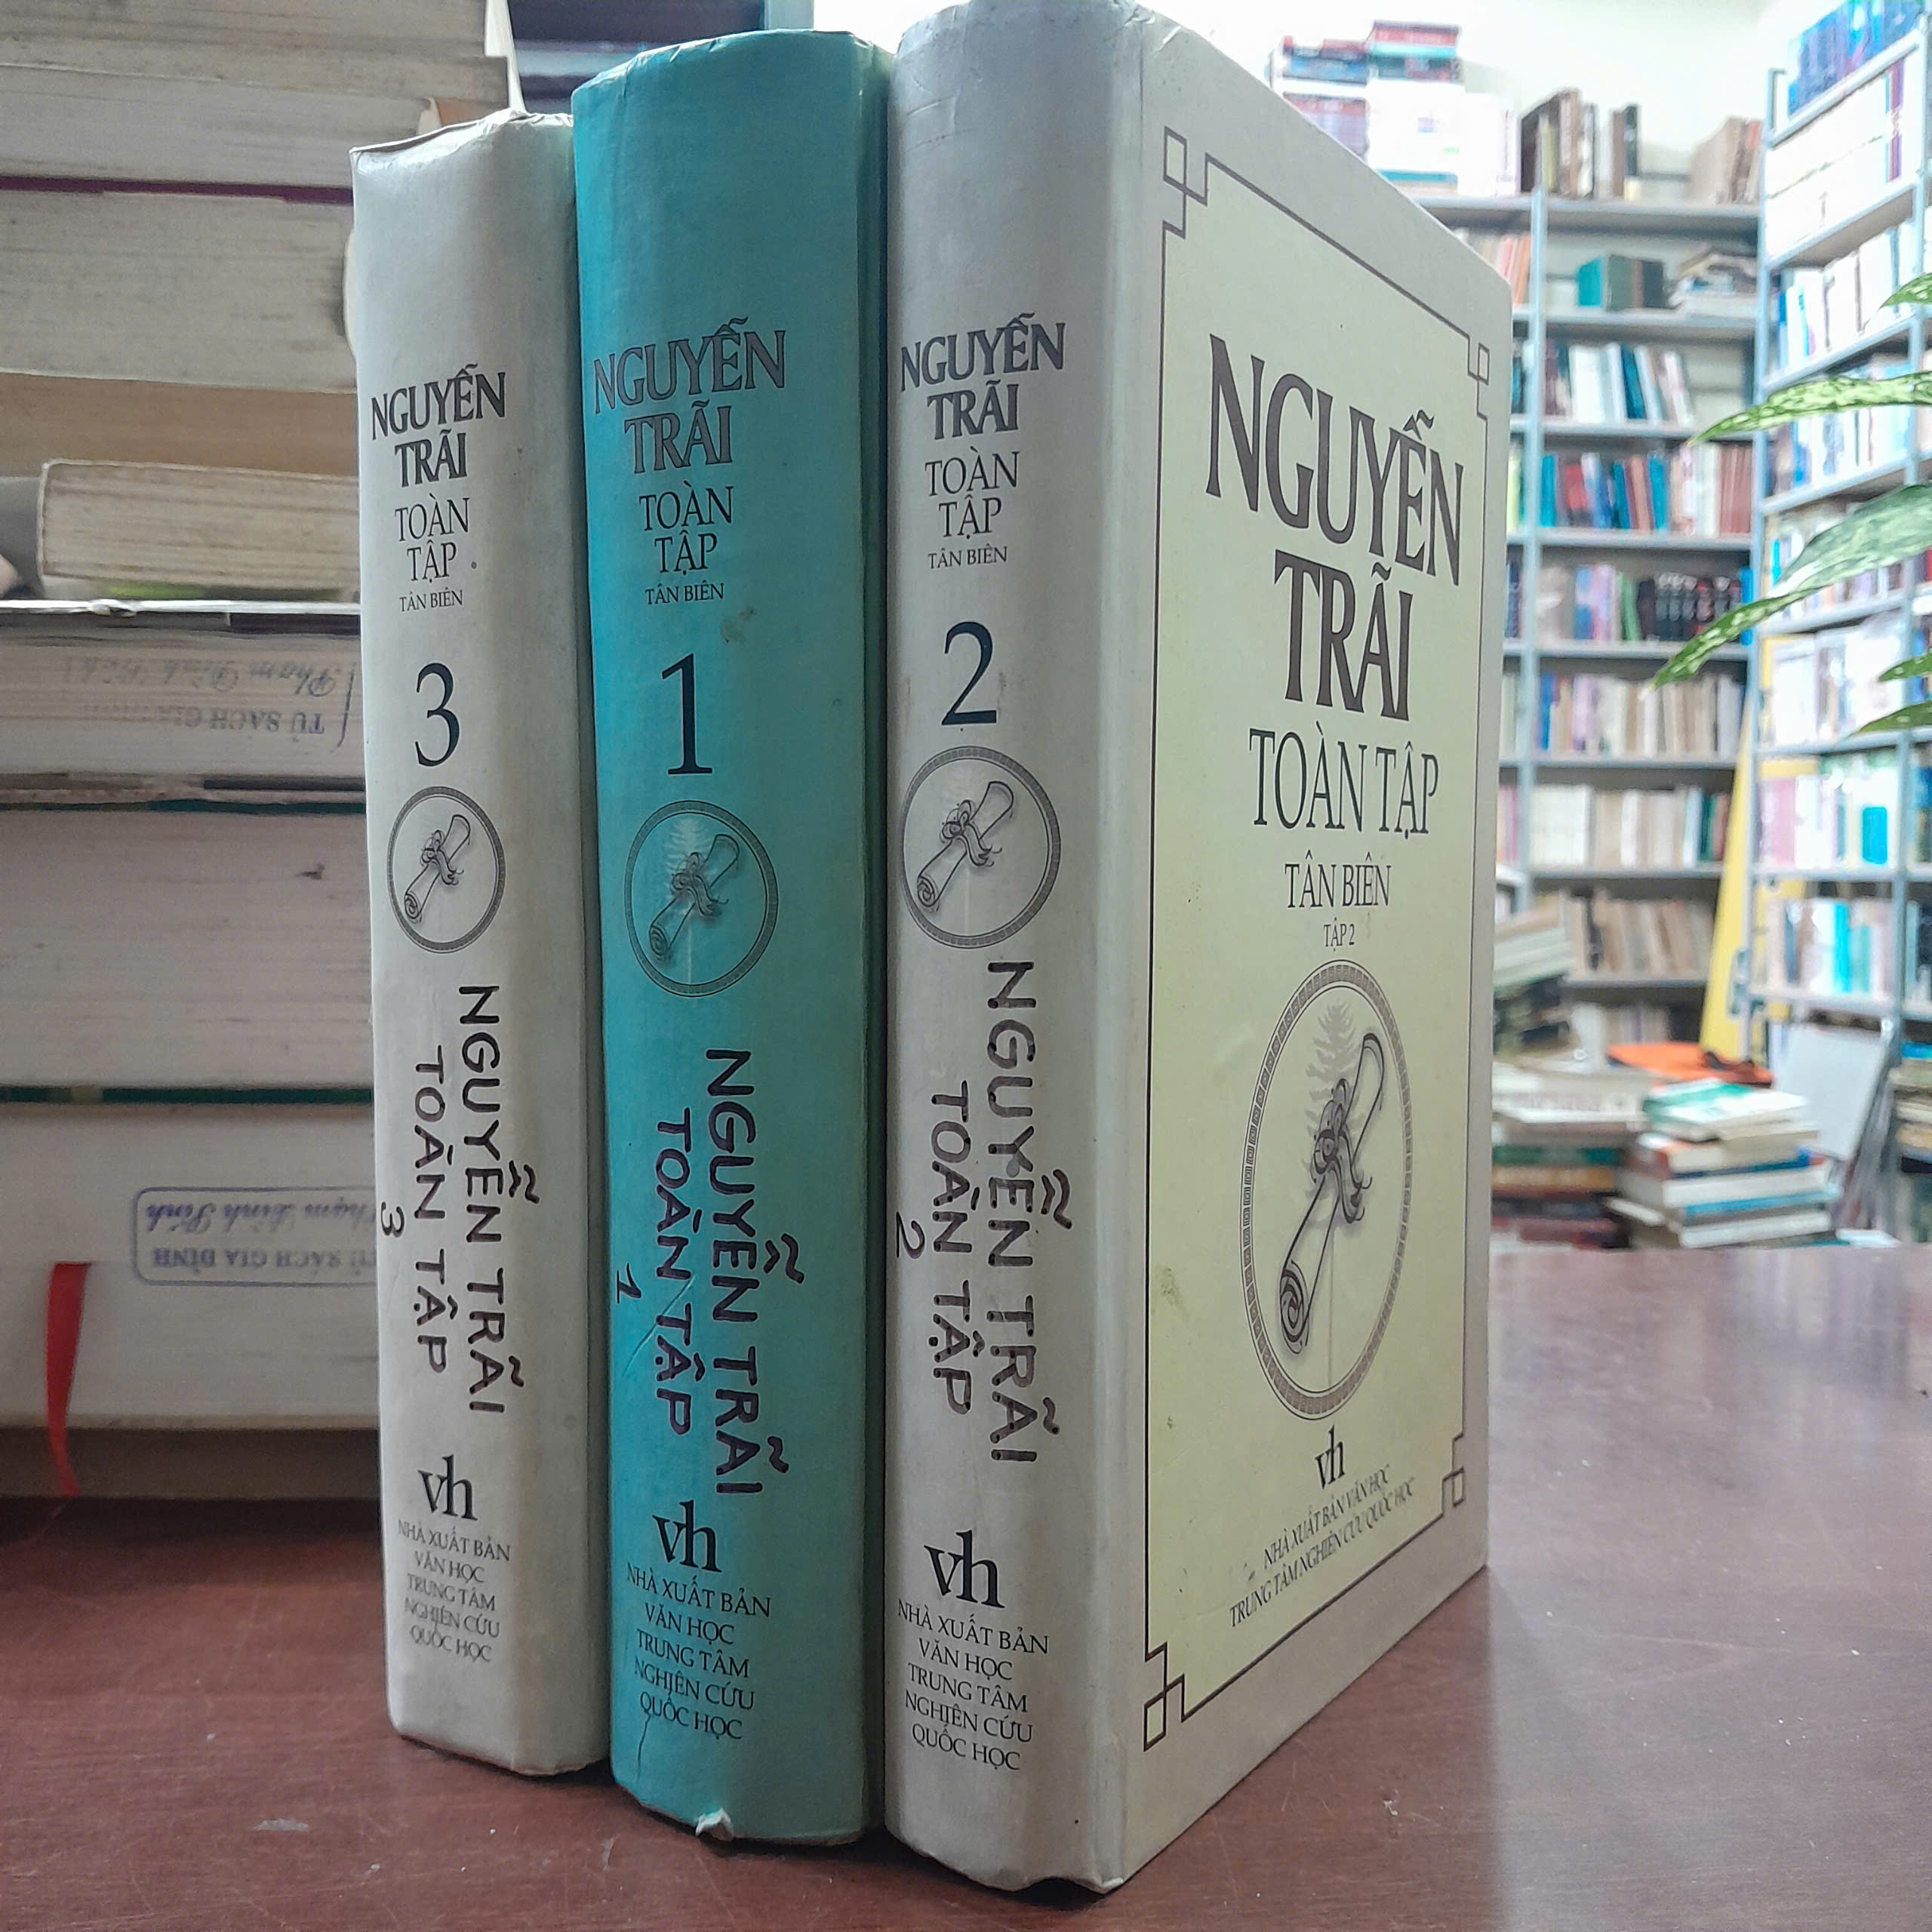 NGUYỄN
TRÃI
TOÀN
TẬP
TÂN BIÊN
3
NGUYỄN TRÃI
TOÀN TẬP
3
vh
NHÀ XUẤT BẢN
VĂN HỌC
TRUNG TÂM
NGHIÊN CỨU
QUỐC HỌC
NGUYỄN
TRÃI
TOÀN
TẬP
TÂN BIÊN
1
NGUYỄN TRÃI
TOÀN TẬP
1
vh
NHÀ XUẤT BẢN
VĂN HỌC
TRUNG TÂM
NGHIÊN CỨU
QUỐC HỌC
NGUYỄN
TRÃI
TOÀN
TẬP
TÂN BIÊN
2
NGUYỄN TRÃI
TOÀN TẬP
2
vh
NHÀ XUẤT BẢN
VĂN HỌC
TRUNG TÂM
NGHIÊN CỨU
QUỐC HỌC
NGUYỄN
TRÃI
TOÀN TẬP
TÂN BIÊN
TẬP 2
vh
NHÀ XUẤT BẢN VĂN HỌC
TRUNG TÂM NGHIÊN CỨU QUỐC HỌC
TỦ SÁCH GIA ĐÌNH